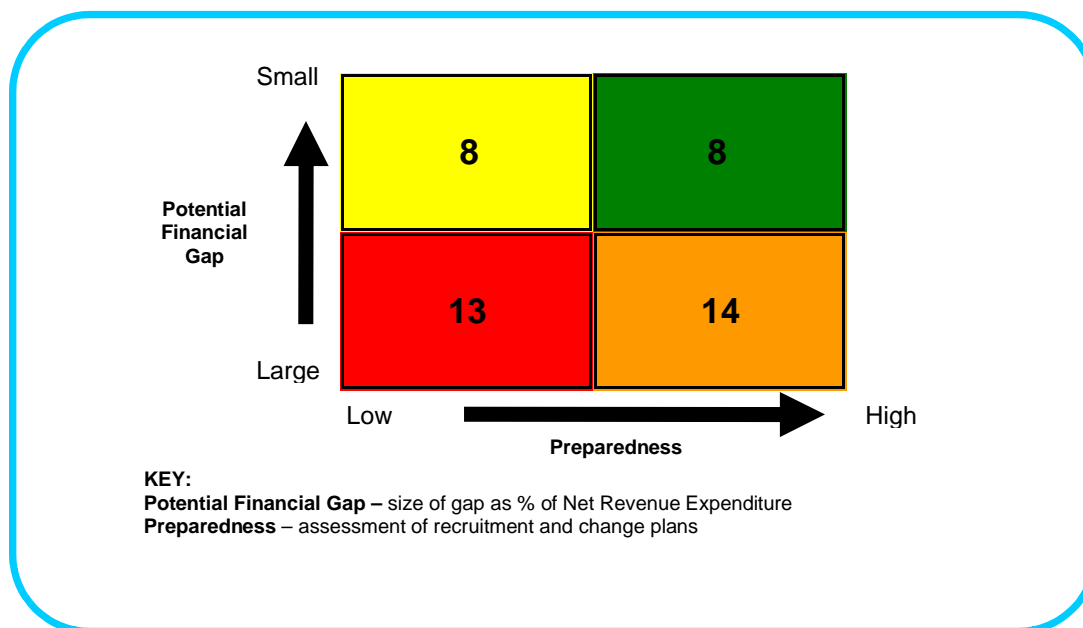 Small
8
8
Potential
Financial
Gap
13
14
Large
Low
High
Preparedness
KEY:
Potential Financial Gap – size of gap as % of Net Revenue Expenditure
Preparedness – assessment of recruitment and change plans